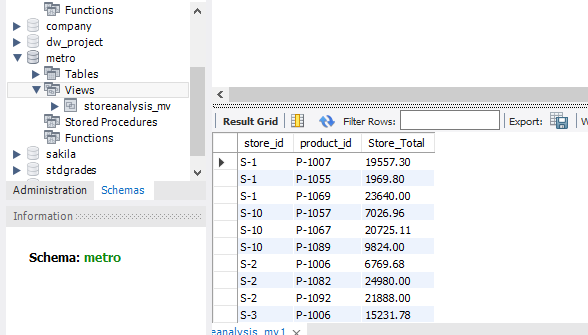 Functions
company
dw_project
metro
Tables
Views
storeanalysis_mv
Stored Procedures
Functions
sakila
stdgrades
Administration Schemas
Information
Schema: metro
Result Grid Filter Rows: Export: W
store_id product_id Store_Total
S-1 P-1007 19557.30
S-1 P-1055 1969.80
S-1 P-1069 23640.00
S-10 P-1057 7026.96
S-10 P-1067 20725.11
S-10 P-1089 9824.00
S-2 P-1006 6769.68
S-2 P-1082 24980.00
S-2 P-1092 21888.00
S-3 P-1006 15231.78
eanalysis_mv1 ×